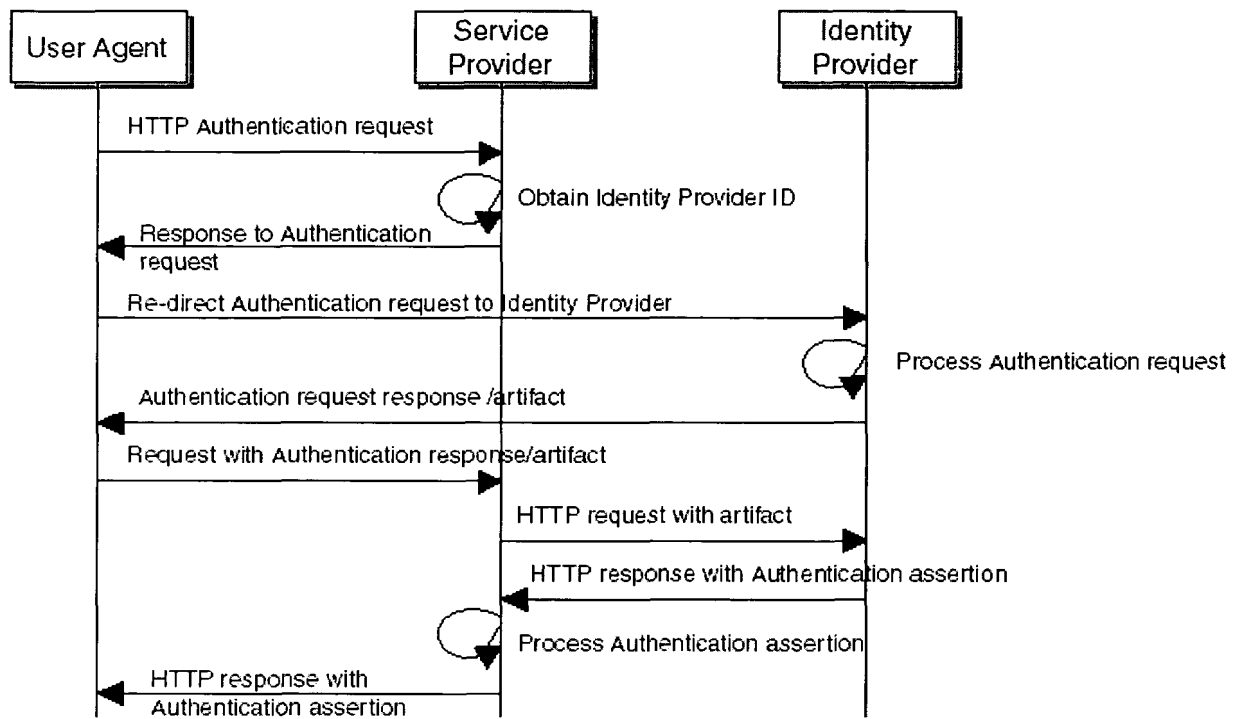 User Agent
Service
Provider
Identity
Provider
HTTP Authentication request
Obtain Identity Provider ID
Response to Authentication
request
Re-direct Authentication request to Identity Provider
Process Authentication request
Authentication request response /artifact
Request with Authentication response/artifact
HTTP request with artifact
HTTP response with Authentication assertion
Process Authentication assertion
HTTP response with
Authentication assertion